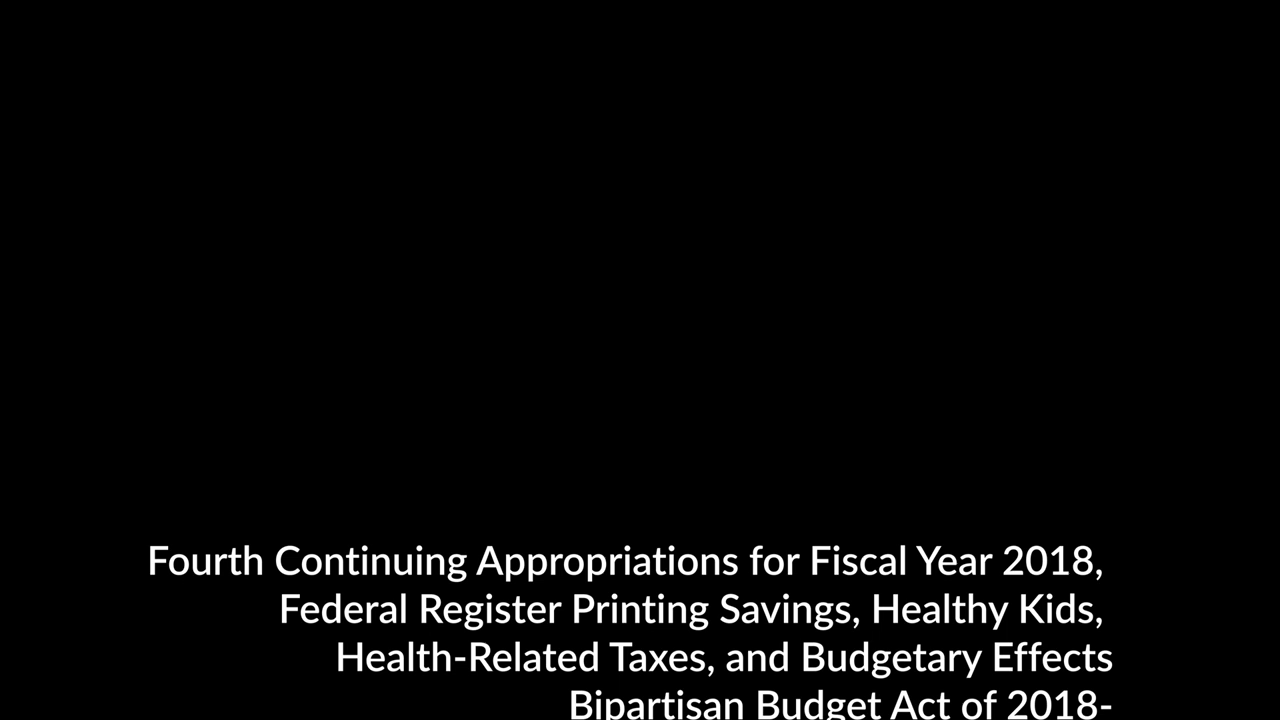 Fourth Continuing Appropriations for Fiscal Year 2018,
Federal Register Printing Savings, Healthy Kids,
Health-Related Taxes, and Budgetary Effects
Bipartisan Budget Act of 2018-